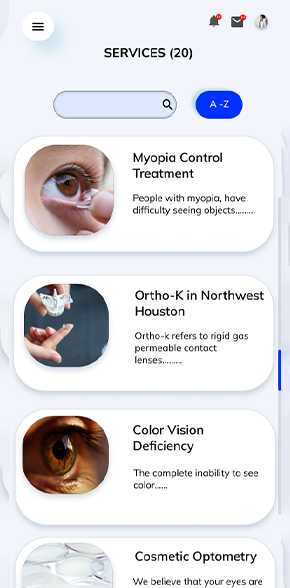 SERVICES (20)
A -Z
Myopia Control
Treatment
People with myopia, have
difficulty seeing objects.........
Ortho-K in Northwest
Houston
Ortho-k refers to rigid gas
permeable contact
lenses.........
Color Vision
Deficiency
The complete inability to see
color......
Cosmetic Optometry
We believe that your eyes are